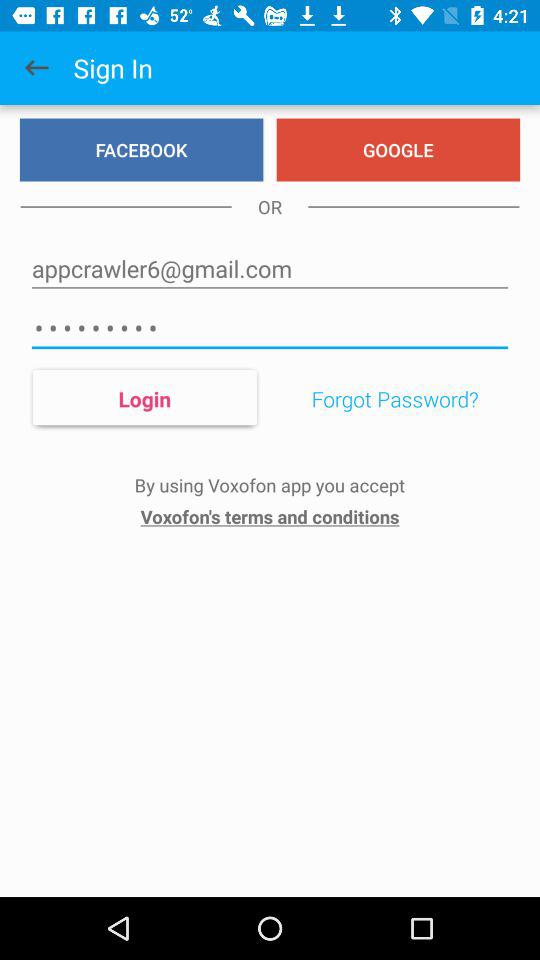 52°
4:21
Sign In
FACEBOOK
GOOGLE
OR
appcrawler6@gmail.com
•••••••••
Login
Forgot Password?
By using Voxofon app you accept
Voxofon's terms and conditions